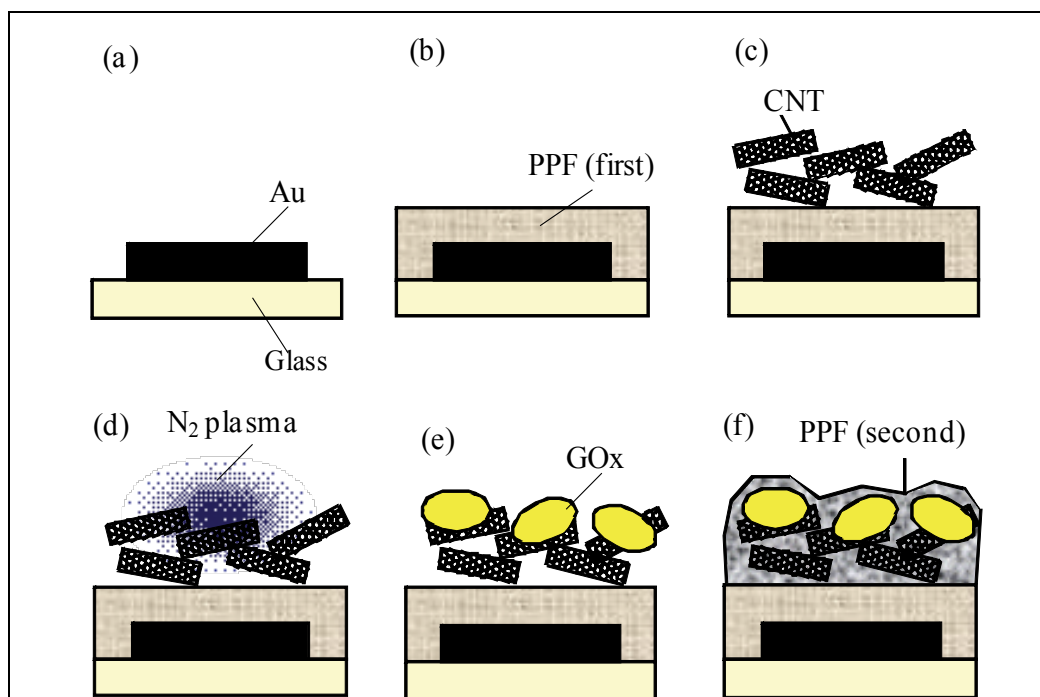 (a)
Au
Glass
(b)
PPF (first)
(c)
CNT
(d)
N₂ plasma
(e)
GOx
(f)
PPF (second)